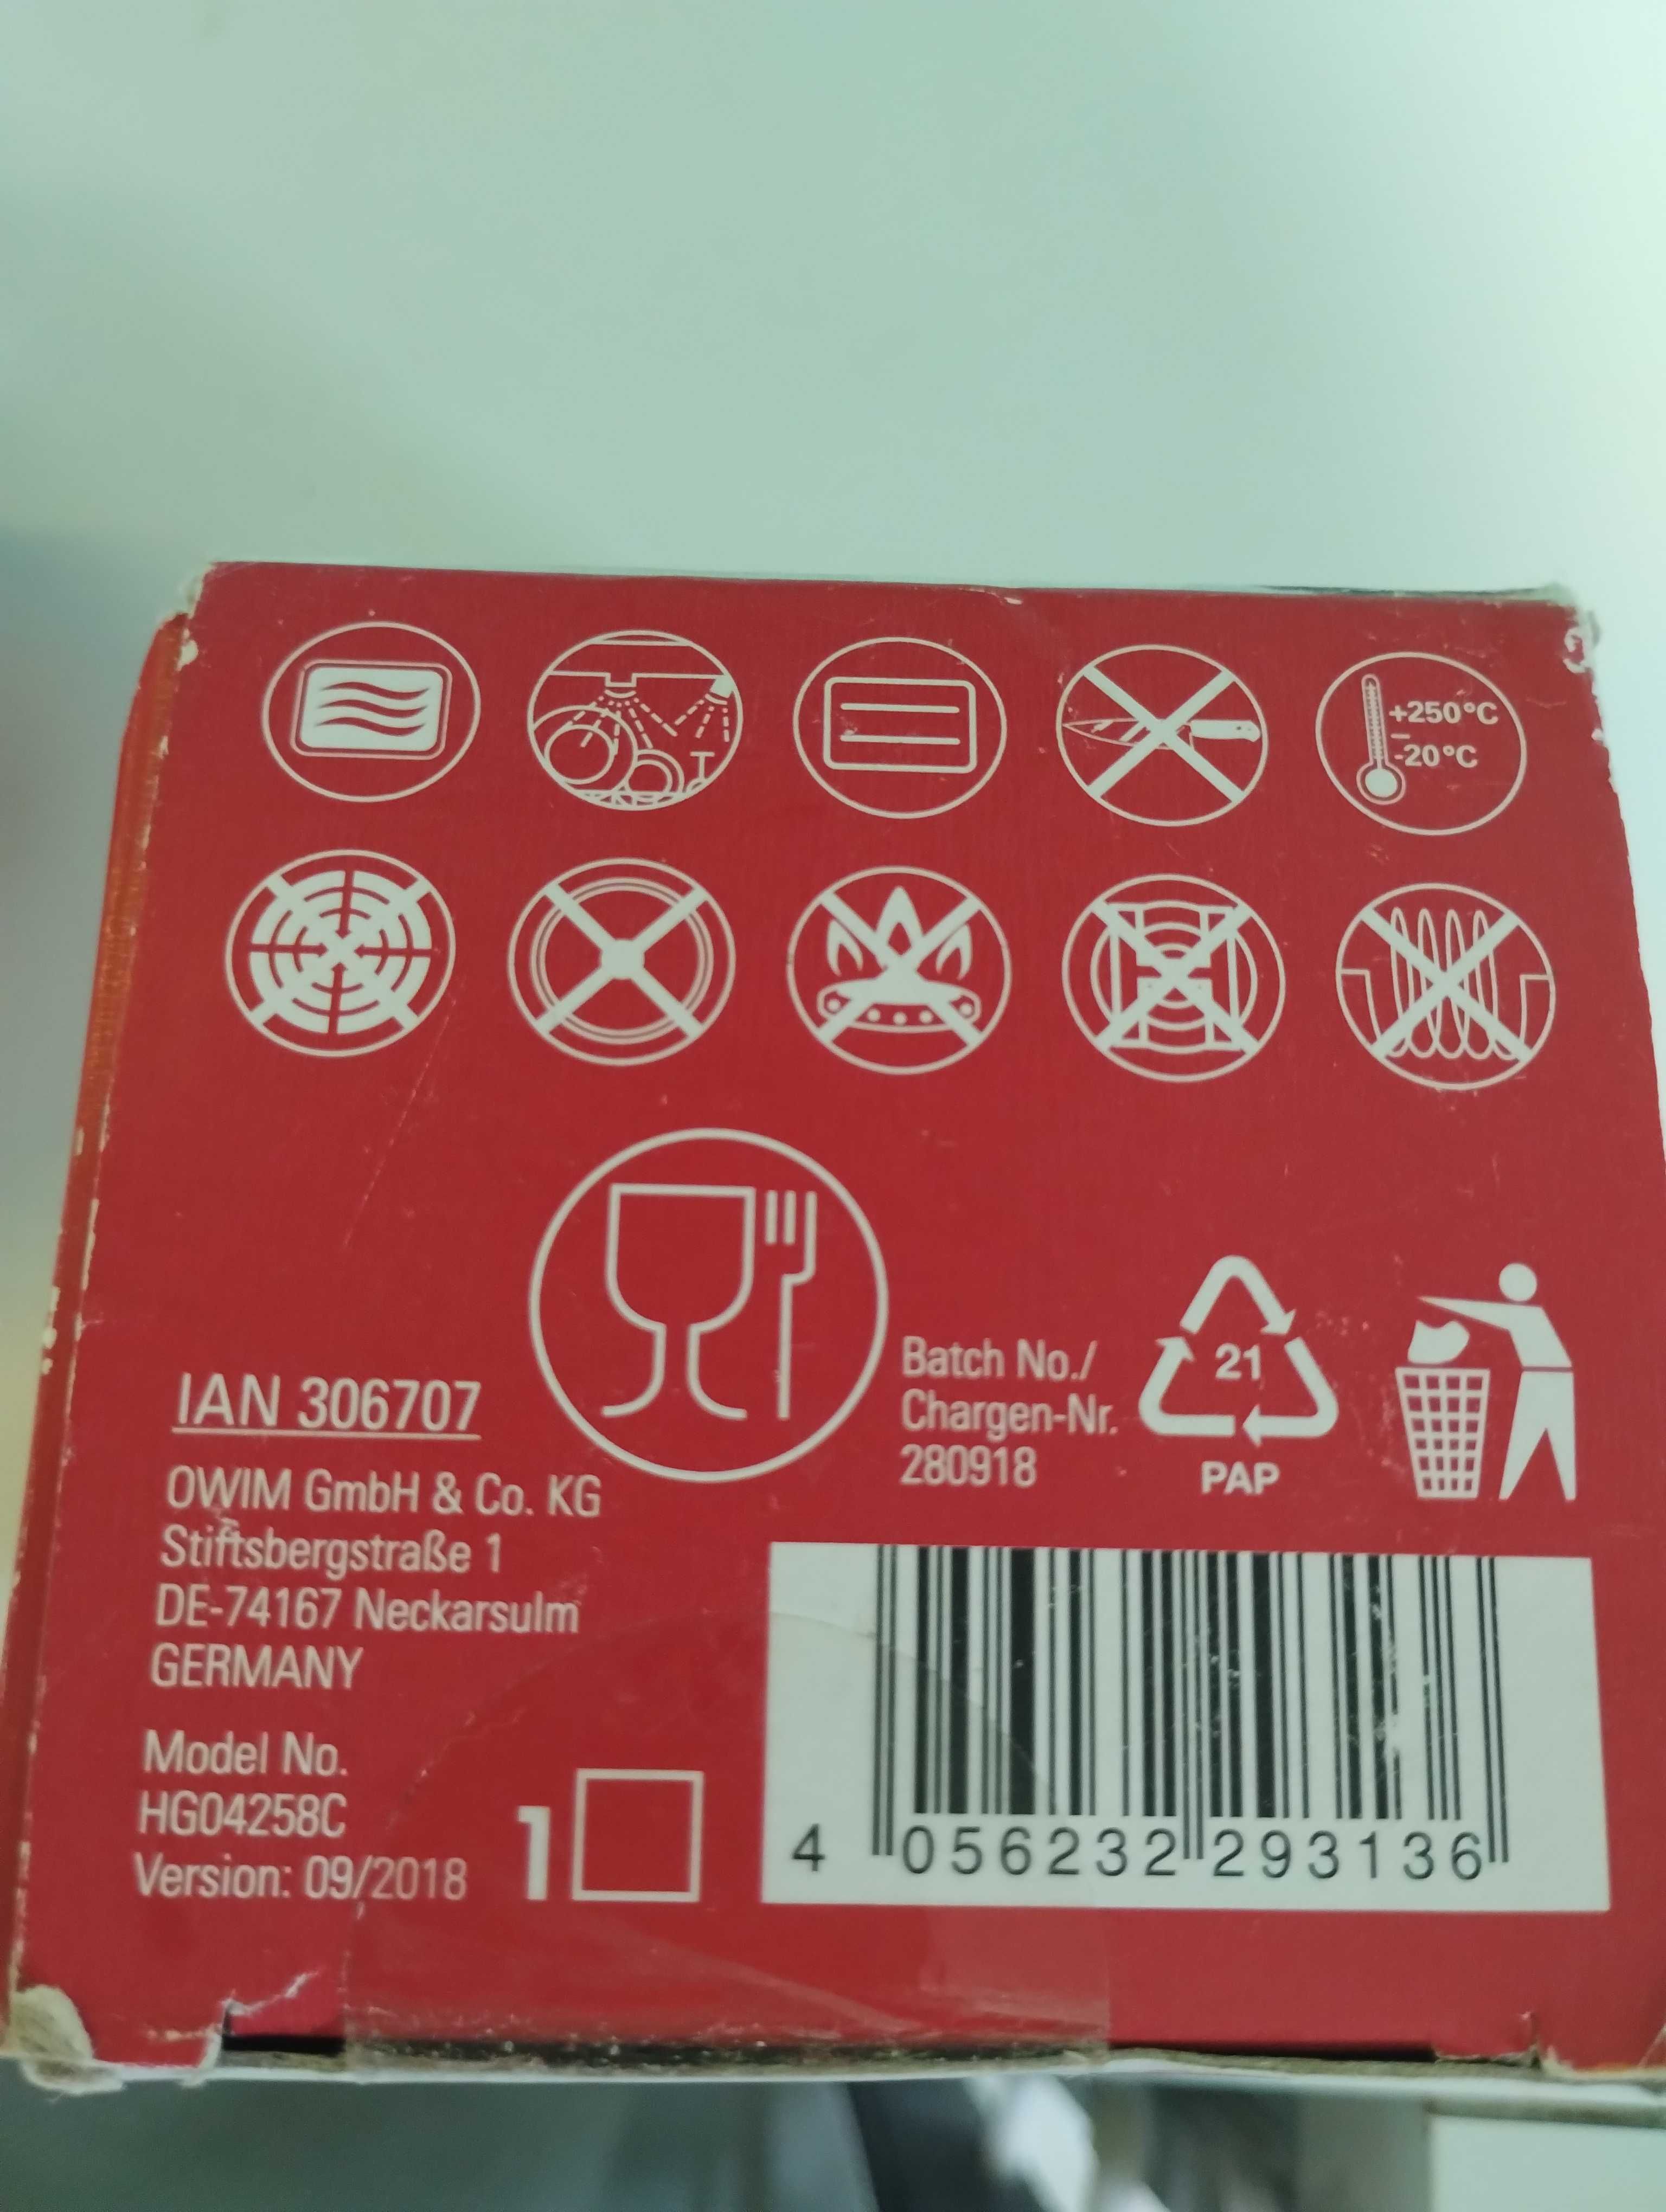 +250°C
-20°C
IAN 306707
OWIM GmbH & Co. KG
Stiftsbergstraße 1
DE-74167 Neckarsulm
GERMANY
Model No.
HG04258C
Version: 09/2018
1
Batch No./
Chargen-Nr.
280918
21
PAP
4 056232 293136